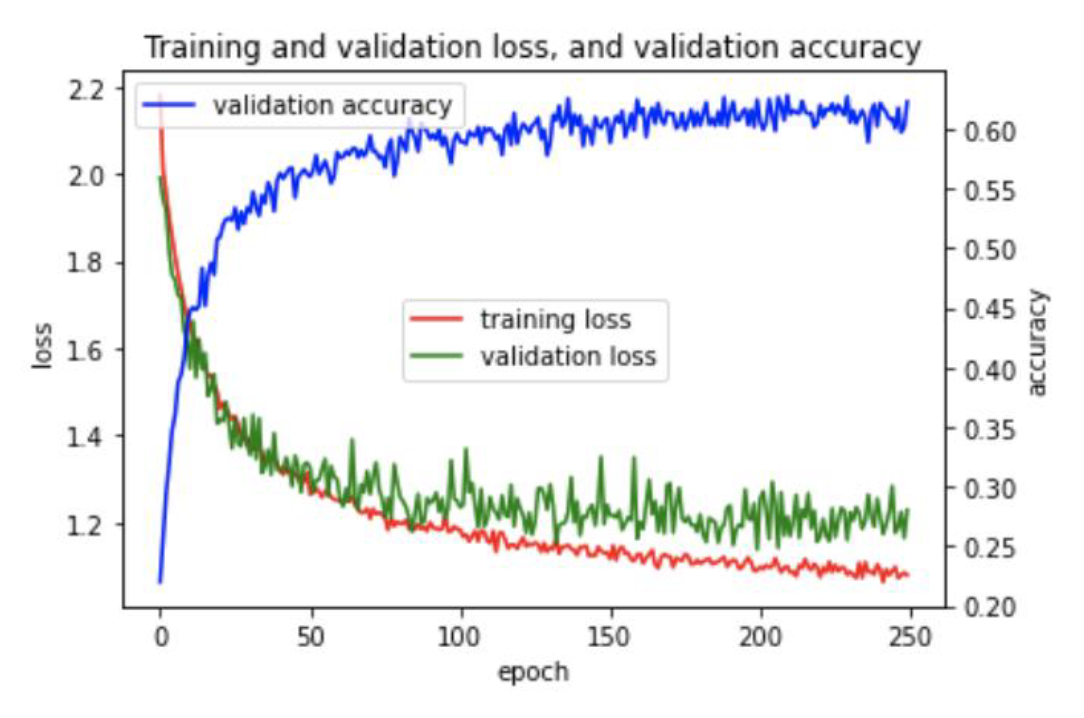 Training and validation loss, and validation accuracy
validation accuracy
training loss
validation loss
loss
2.2
2.0
1.8
1.6
1.4
1.2
accuracy
0.60
0.55
0.50
0.45
0.40
0.35
0.30
0.25
0.20
0 50 100 150 200 250
epoch